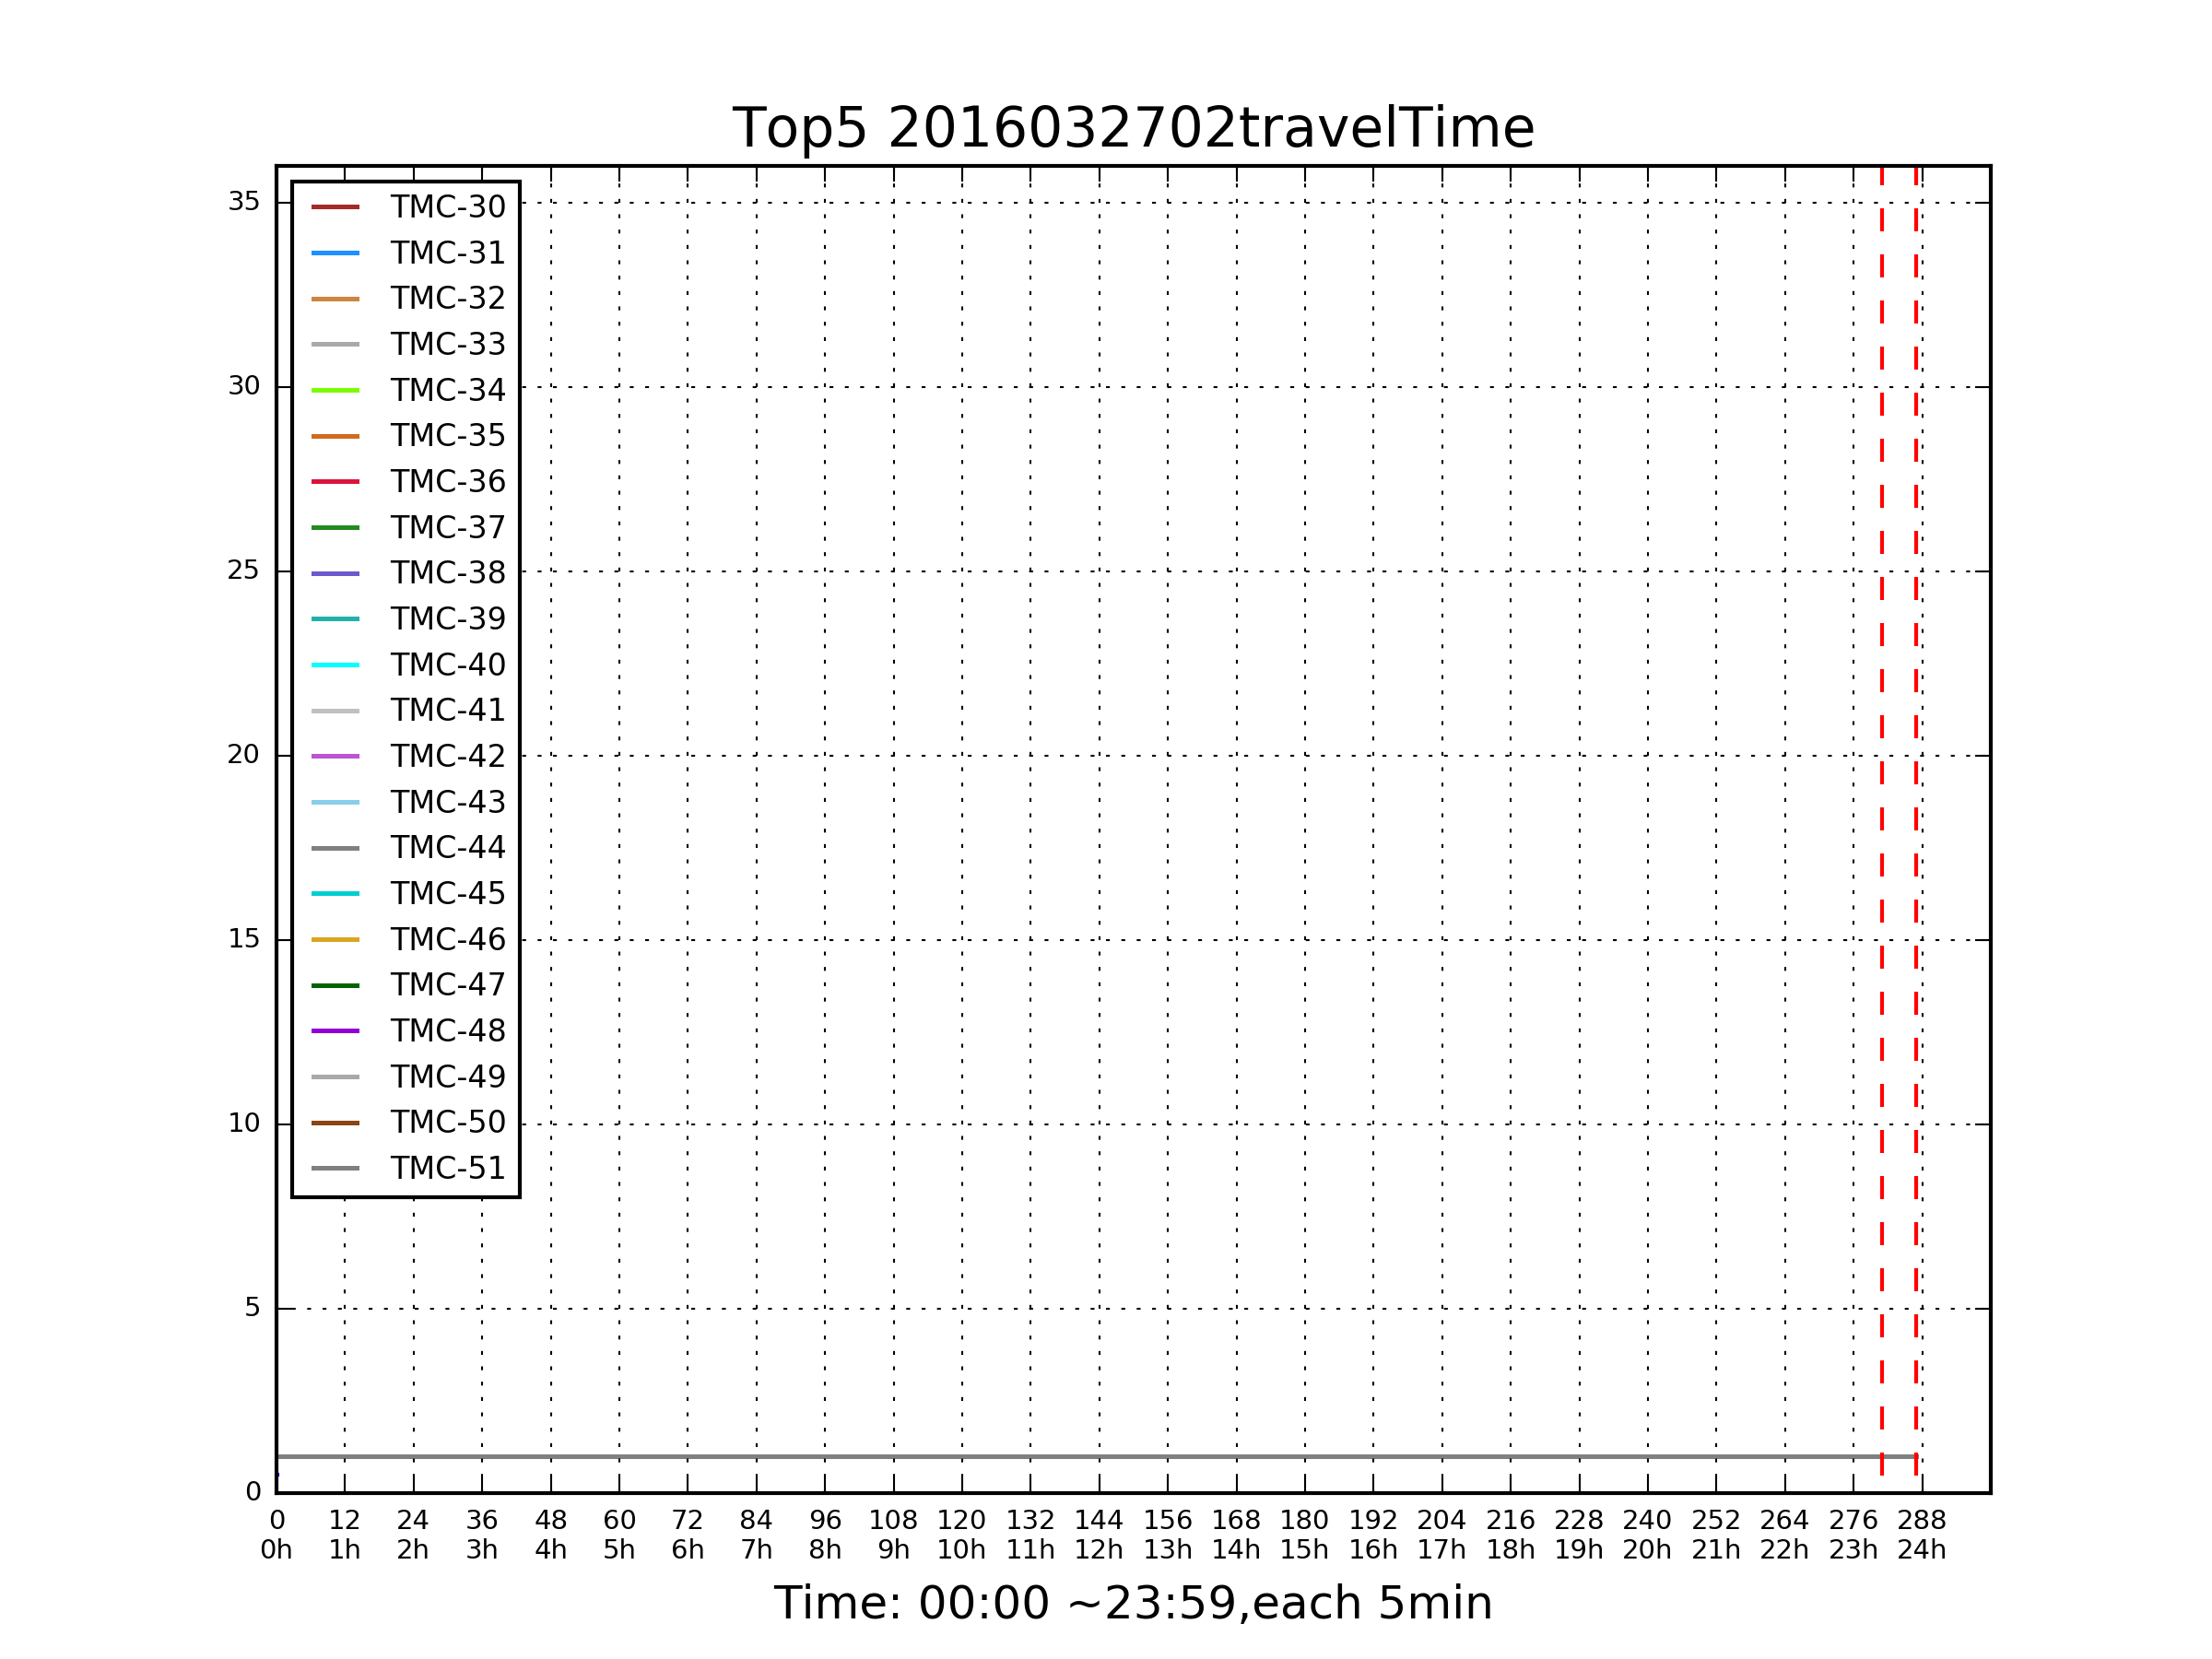 Top5 2016032702travelTime
35
30
25
20
15
10
5
0
TMC-30
TMC-31
TMC-32
TMC-33
TMC-34
TMC-35
TMC-36
TMC-37
TMC-38
TMC-39
TMC-40
TMC-41
TMC-42
TMC-43
TMC-44
TMC-45
TMC-46
TMC-47
TMC-48
TMC-49
TMC-50
TMC-51
0 12 24 36 48 60 72 84 96 108 120 132 144 156 168 180 192 204 216 228 240 252 264 276 288
0h 1h 2h 3h 4h 5h 6h 7h 8h 9h 10h 11h 12h 13h 14h 15h 16h 17h 18h 19h 20h 21h 22h 23h 24h
Time: 00:00 ~23:59,each 5min